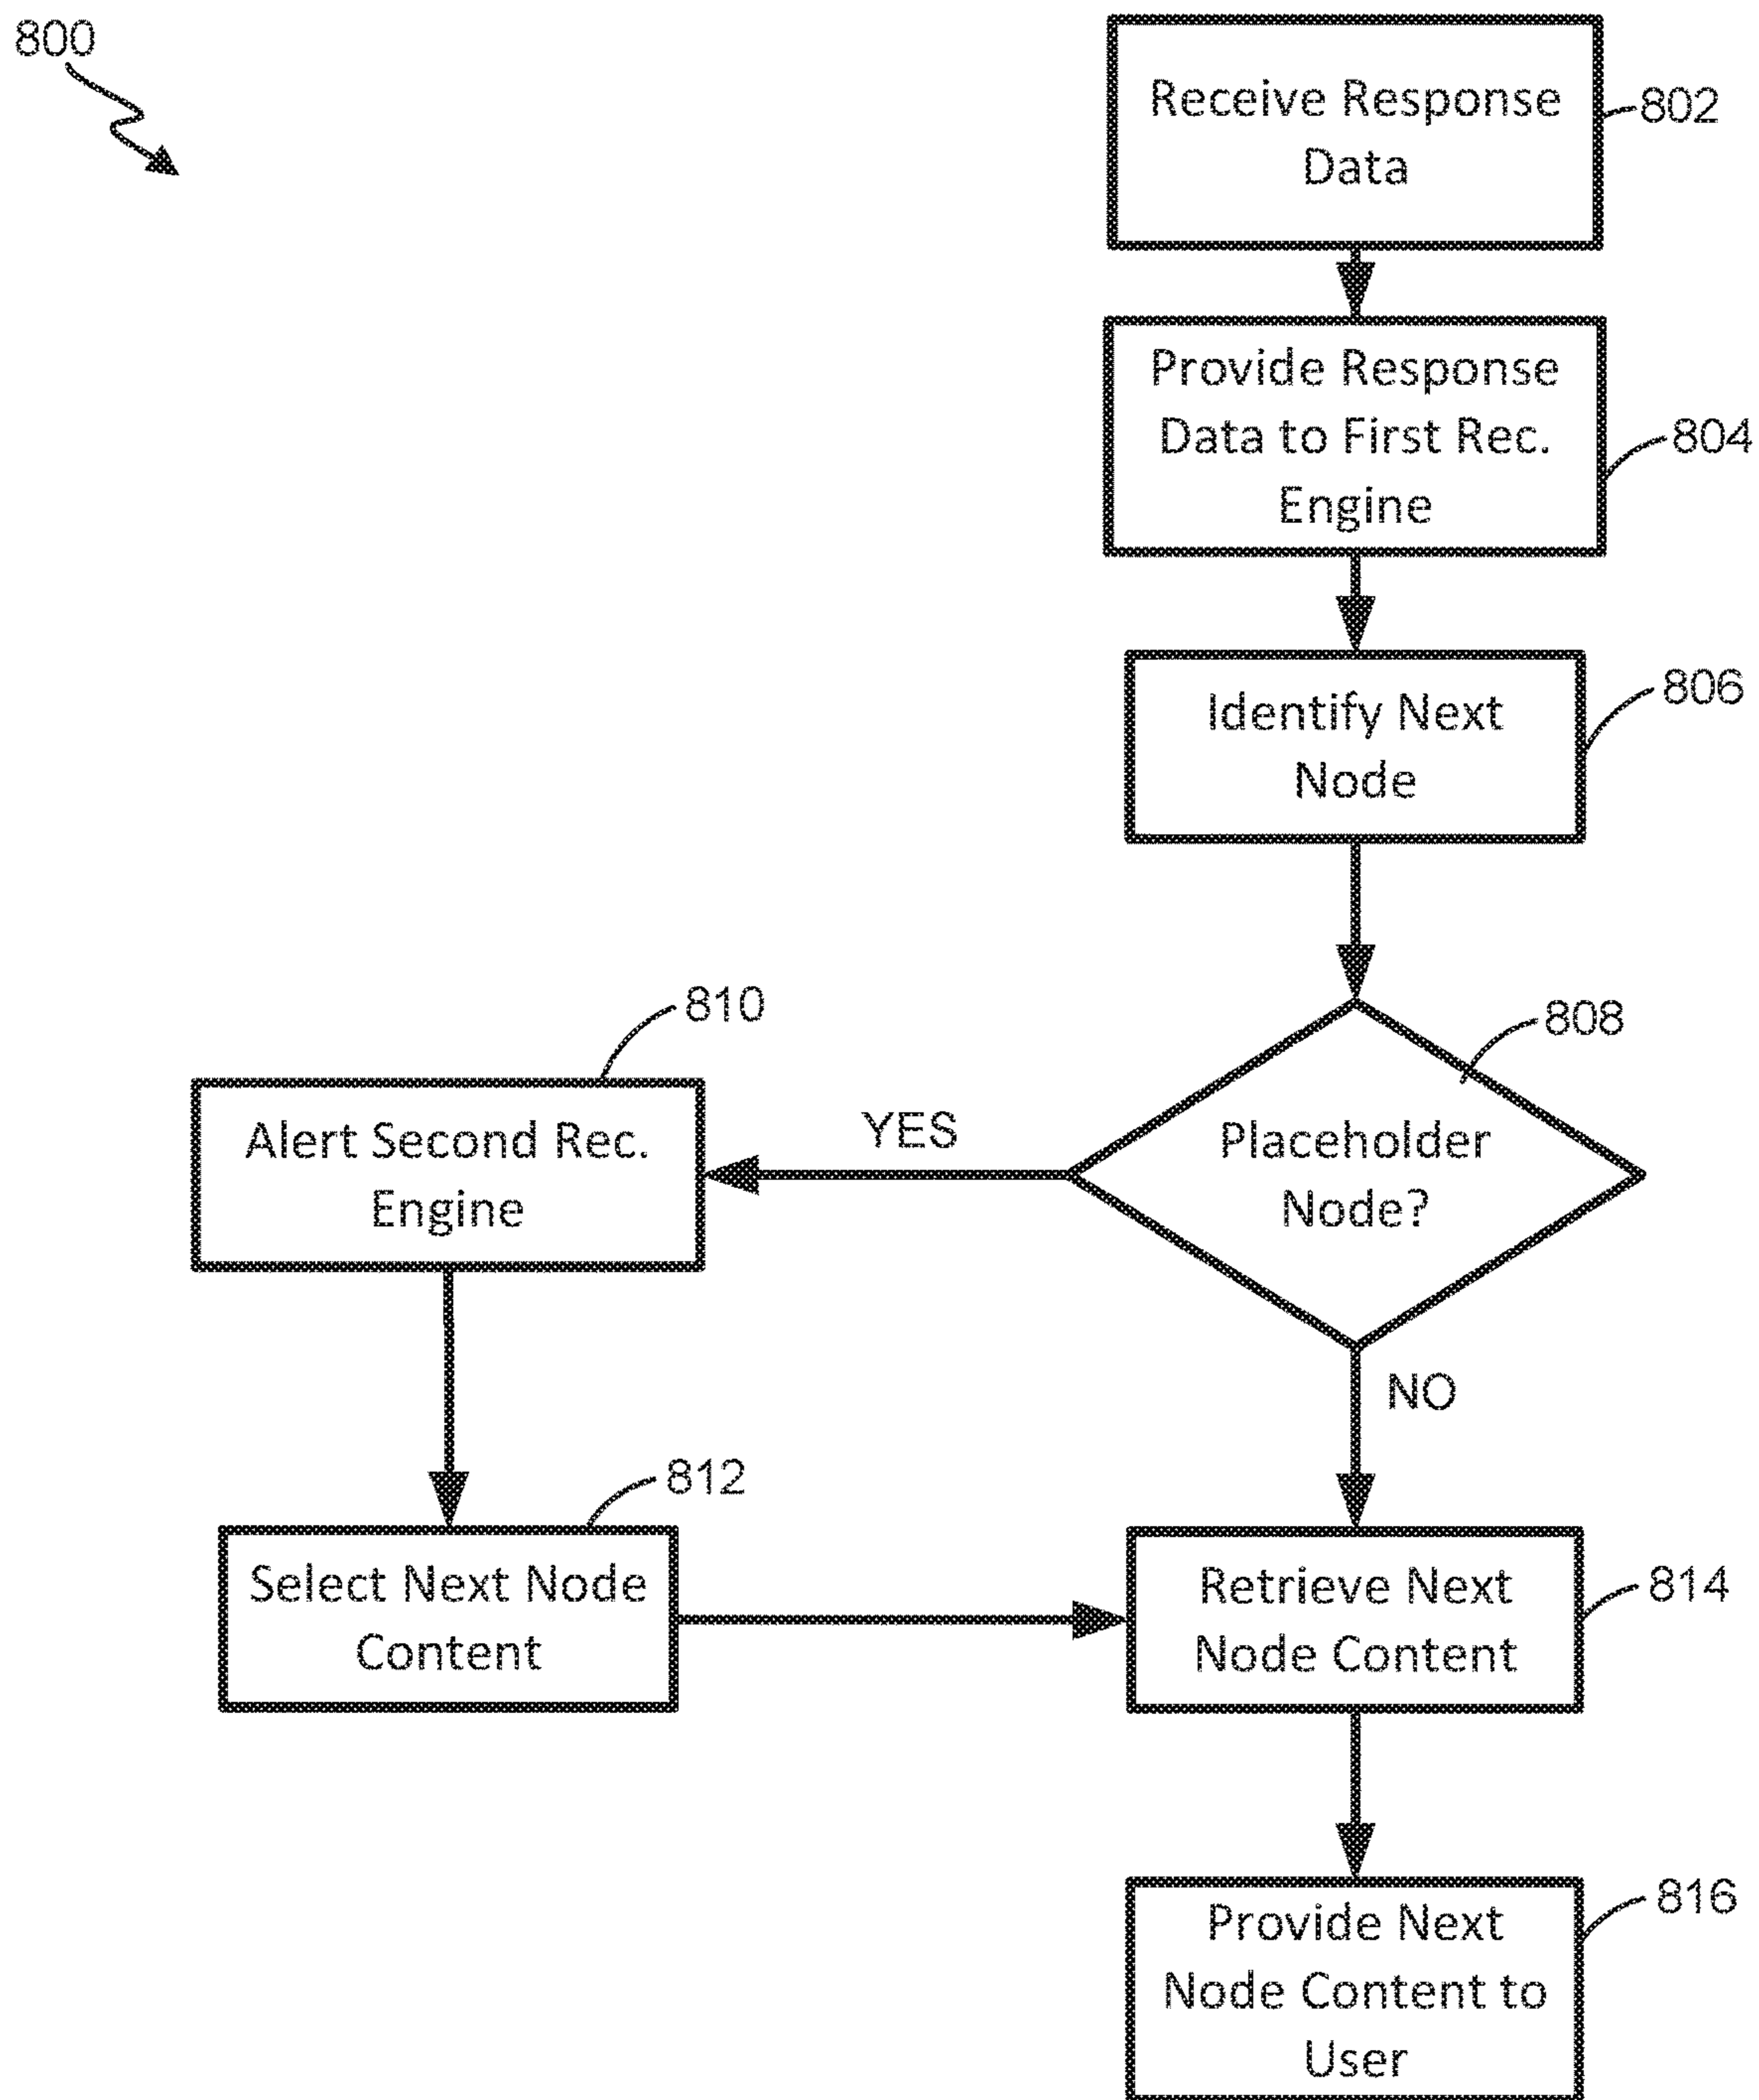 800
Receive Response
Data
802
Provide Response
Data to First Rec.
Engine
804
Identify Next
Node
806
Placeholder
Node?
808
YES
NO
Alert Second Rec.
Engine
810
Select Next Node
Content
812
Retrieve Next
Node Content
814
Provide Next
Node Content to
User
816